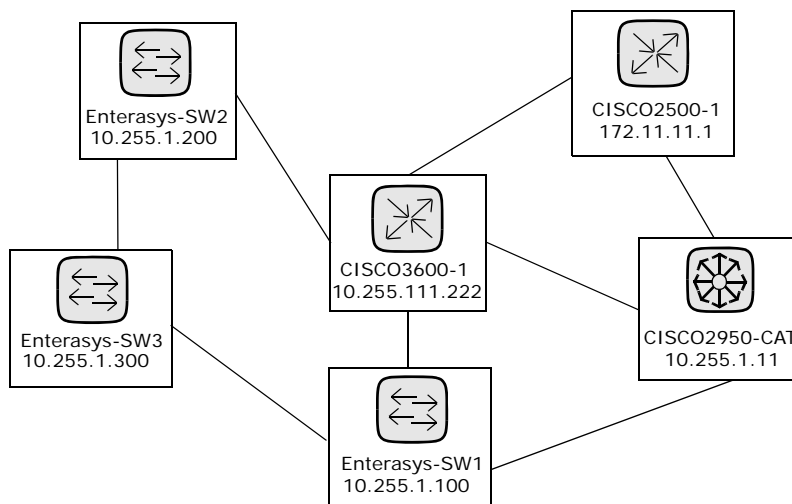 Enterasys-SW2
10.255.1.200
CISCO2500-1
172.11.11.1
CISCO3600-1
10.255.111.222
Enterasys-SW3
10.255.1.300
CISCO2950-CAT
10.255.1.11
Enterasys-SW1
10.255.1.100